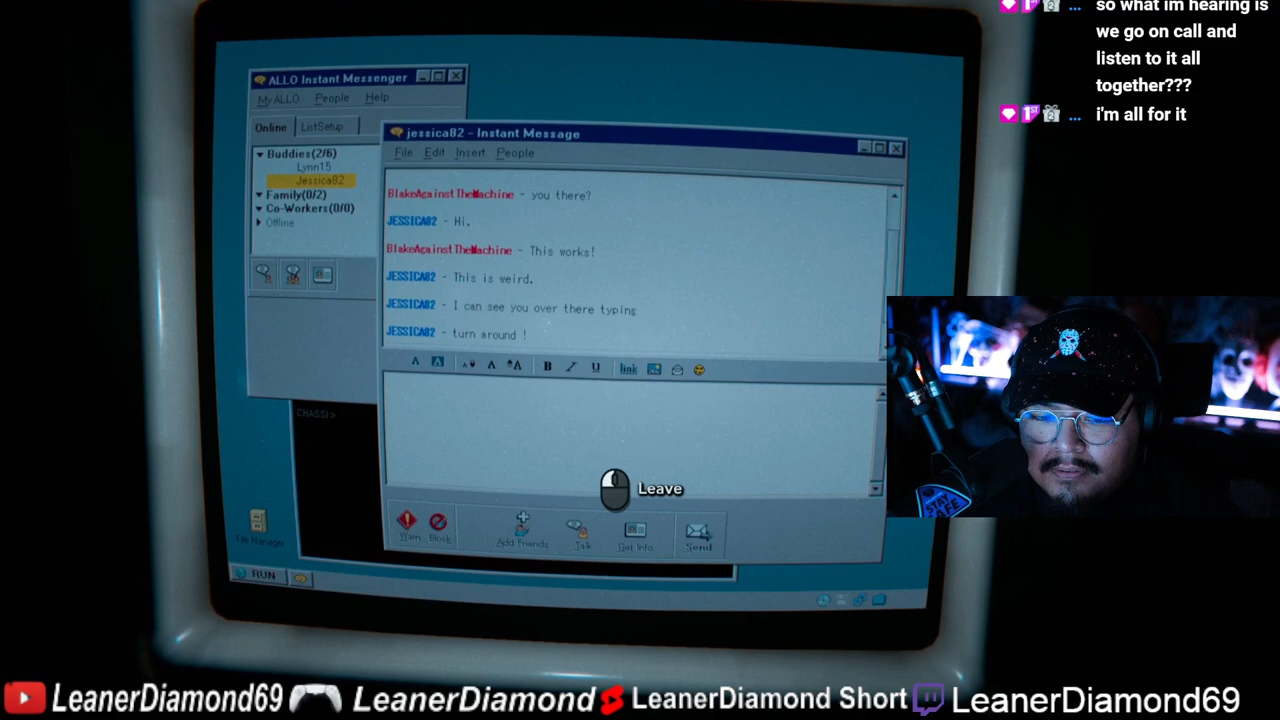 so what im hearing is
we go on call and
listen to it all
together???
i'm all for it
ALLO Instant Messenger
MyALLO People Help
Online ListSetup
Buddies(2/6)
Lynn15
Jessica82
Family(0/2)
Co-Workers(0/0)
Offline
jessica82 - Instant Message
File Edit Insert People
BlakeAgainstTheMachine - you there?
JESSICA82 - Hi.
BlakeAgainstTheMachine - This works!
JESSICA82 - This is weird.
JESSICA82 - I can see you over there typing
JESSICA82 - turn around !
A A A A A B I U link
CHASSI>
Leave
Warn Block Add Friends Talk Get Info Send
File Manager
RUN
STAY SAFE
LeanerDiamond69 LeanerDiamond LeanerDiamond Short LeanerDiamond69